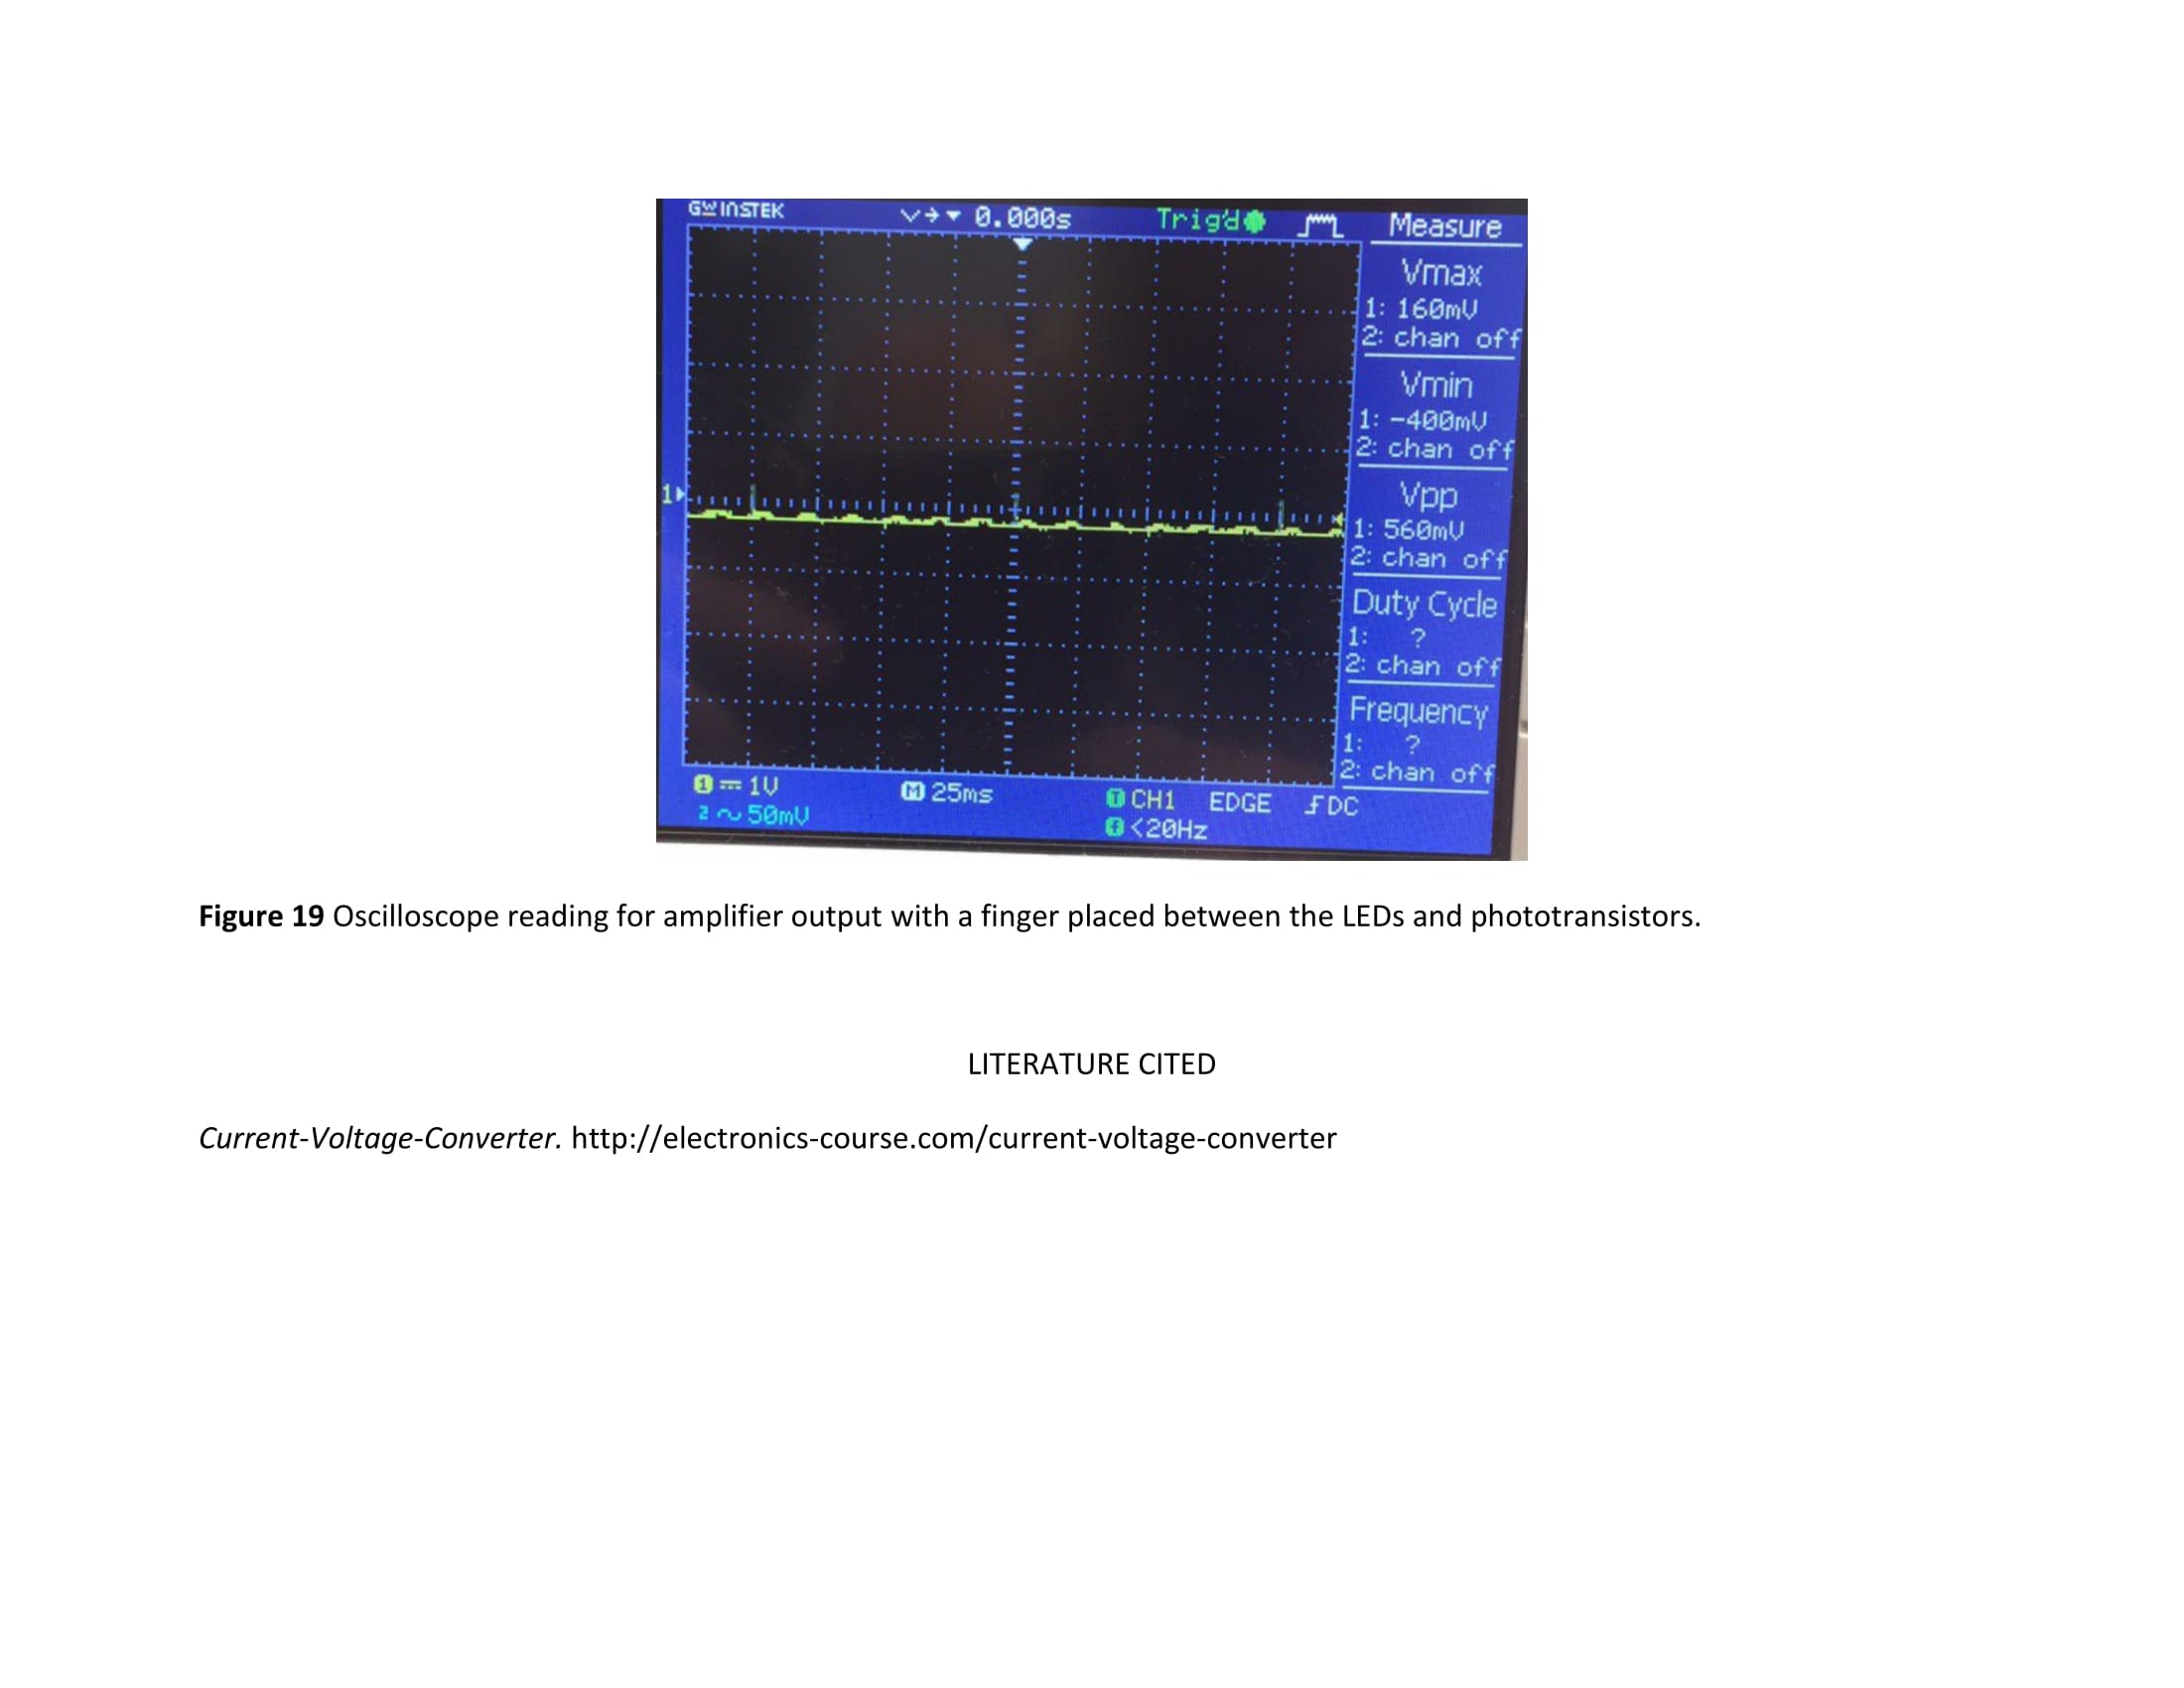 GWINSTEK 0.000s Trig'd Measure
Vmax
1: 160mV
2: chan off
Vmin
1: -400mV
2: chan off
Vpp
1: 560mV
2: chan off
Duty Cycle
1: ?
2: chan off
Frequency
1: ?
2: chan off
1
1 1V M 25ms T CH1 EDGE DC
2 50mV f <20Hz
Figure 19 Oscilloscope reading for amplifier output with a finger placed between the LEDs and phototransistors.
LITERATURE CITED
Current-Voltage-Converter. http://electronics-course.com/current-voltage-converter